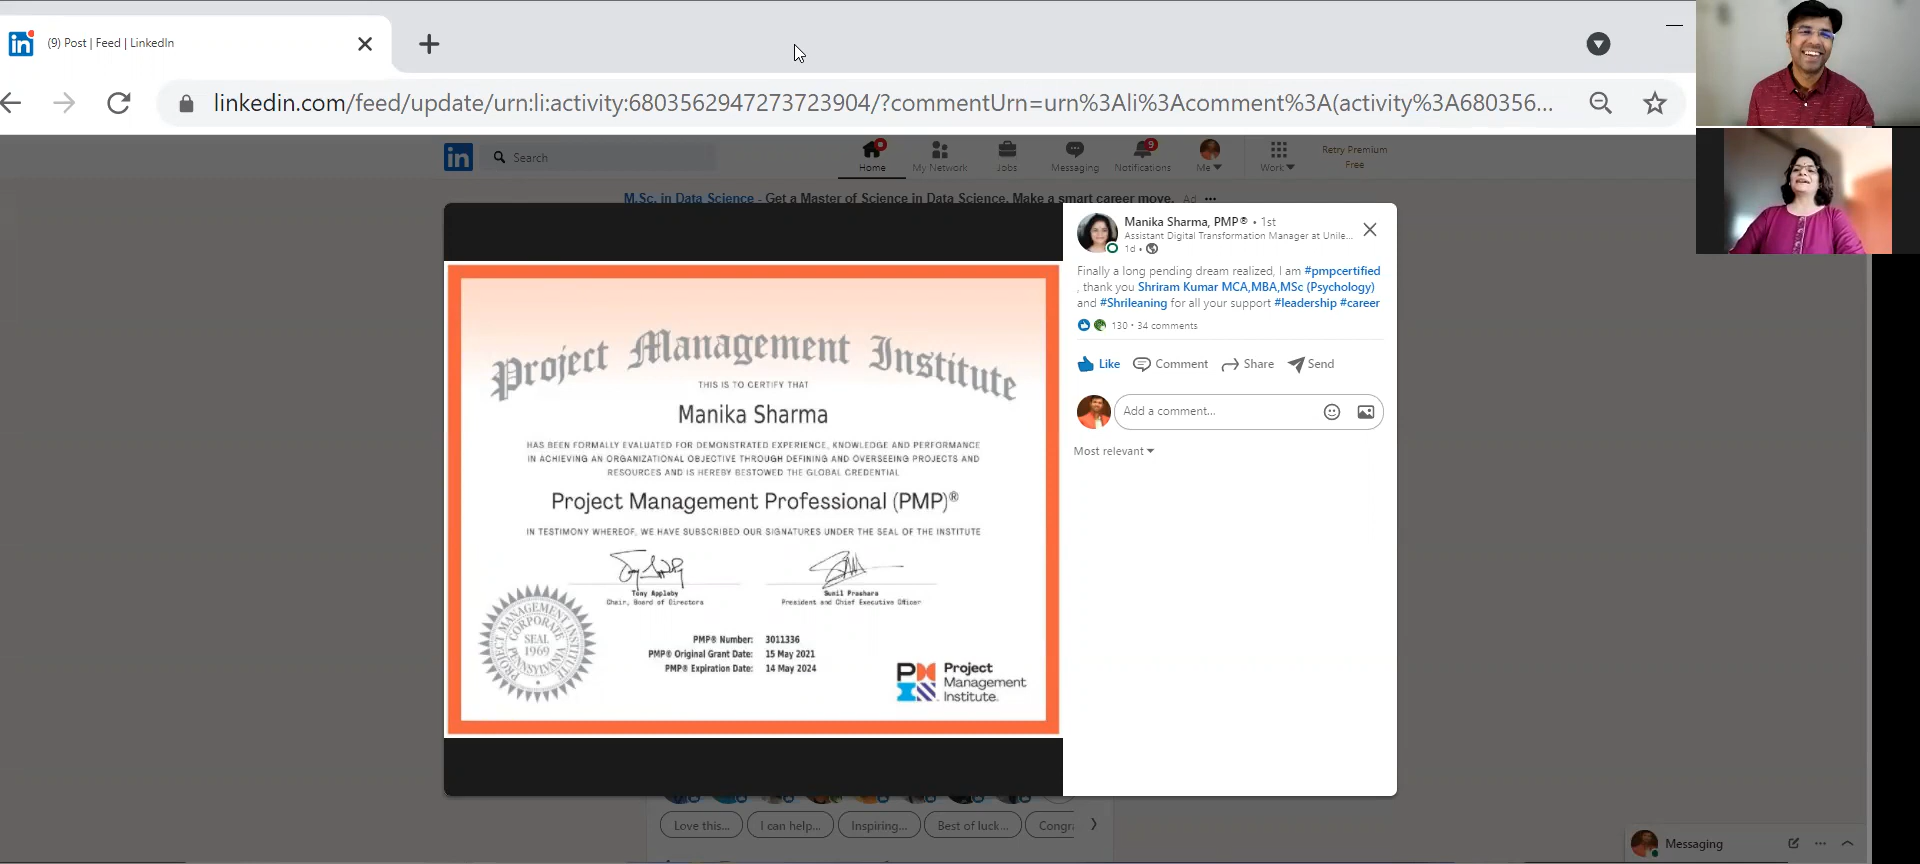 (9) Post | Feed | LinkedIn
linkedin.com/feed/update/urn:li:activity:6803562947273723904/?commentUrn=urn%3Ali%3Acomment%3A(activity%3A680356...
in
Search
Home
My Network
Jobs
Messaging
9
Notifications
Me
Work
Retry Premium
Free
M.Sc. in Data Science - Get a Master of Science in Data Science. Make a smart career move. Ad ...
Project Management Institute
THIS IS TO CERTIFY THAT
Manika Sharma
HAS BEEN FORMALLY EVALUATED FOR DEMONSTRATED EXPERIENCE, KNOWLEDGE AND PERFORMANCE
IN ACHIEVING AN ORGANIZATIONAL OBJECTIVE THROUGH DEFINING AND OVERSEEING PROJECTS AND
RESOURCES AND IS HEREBY BESTOWED THE GLOBAL CREDENTIAL
Project Management Professional (PMP)®
IN TESTIMONY WHEREOF, WE HAVE SUBSCRIBED OUR SIGNATURES UNDER THE SEAL OF THE INSTITUTE
Tony Appleby
Chair, Board of Directors
Sunil Prashara
President and Chief Executive Officer
PROJECT MANAGEMENT INSTITUTE
CORPORATE
SEAL
1969
PENNSYLVANIA
PMP® Number: 3011336
PMP® Original Grant Date: 15 May 2021
PMP® Expiration Date: 14 May 2024
Project
Management
Institute.
Manika Sharma, PMP® • 1st
Assistant Digital Transformation Manager at Unile...
1d •
Finally a long pending dream realized, I am #pmpcertified
, thank you Shriram Kumar MCA,MBA,MSc (Psychology)
and #Shrileaning for all your support #leadership #career
130 • 34 comments
Like
Comment
Share
Send
Add a comment...
Most relevant
Love this...
I can help...
Inspiring...
Best of luck...
Congr
Messaging